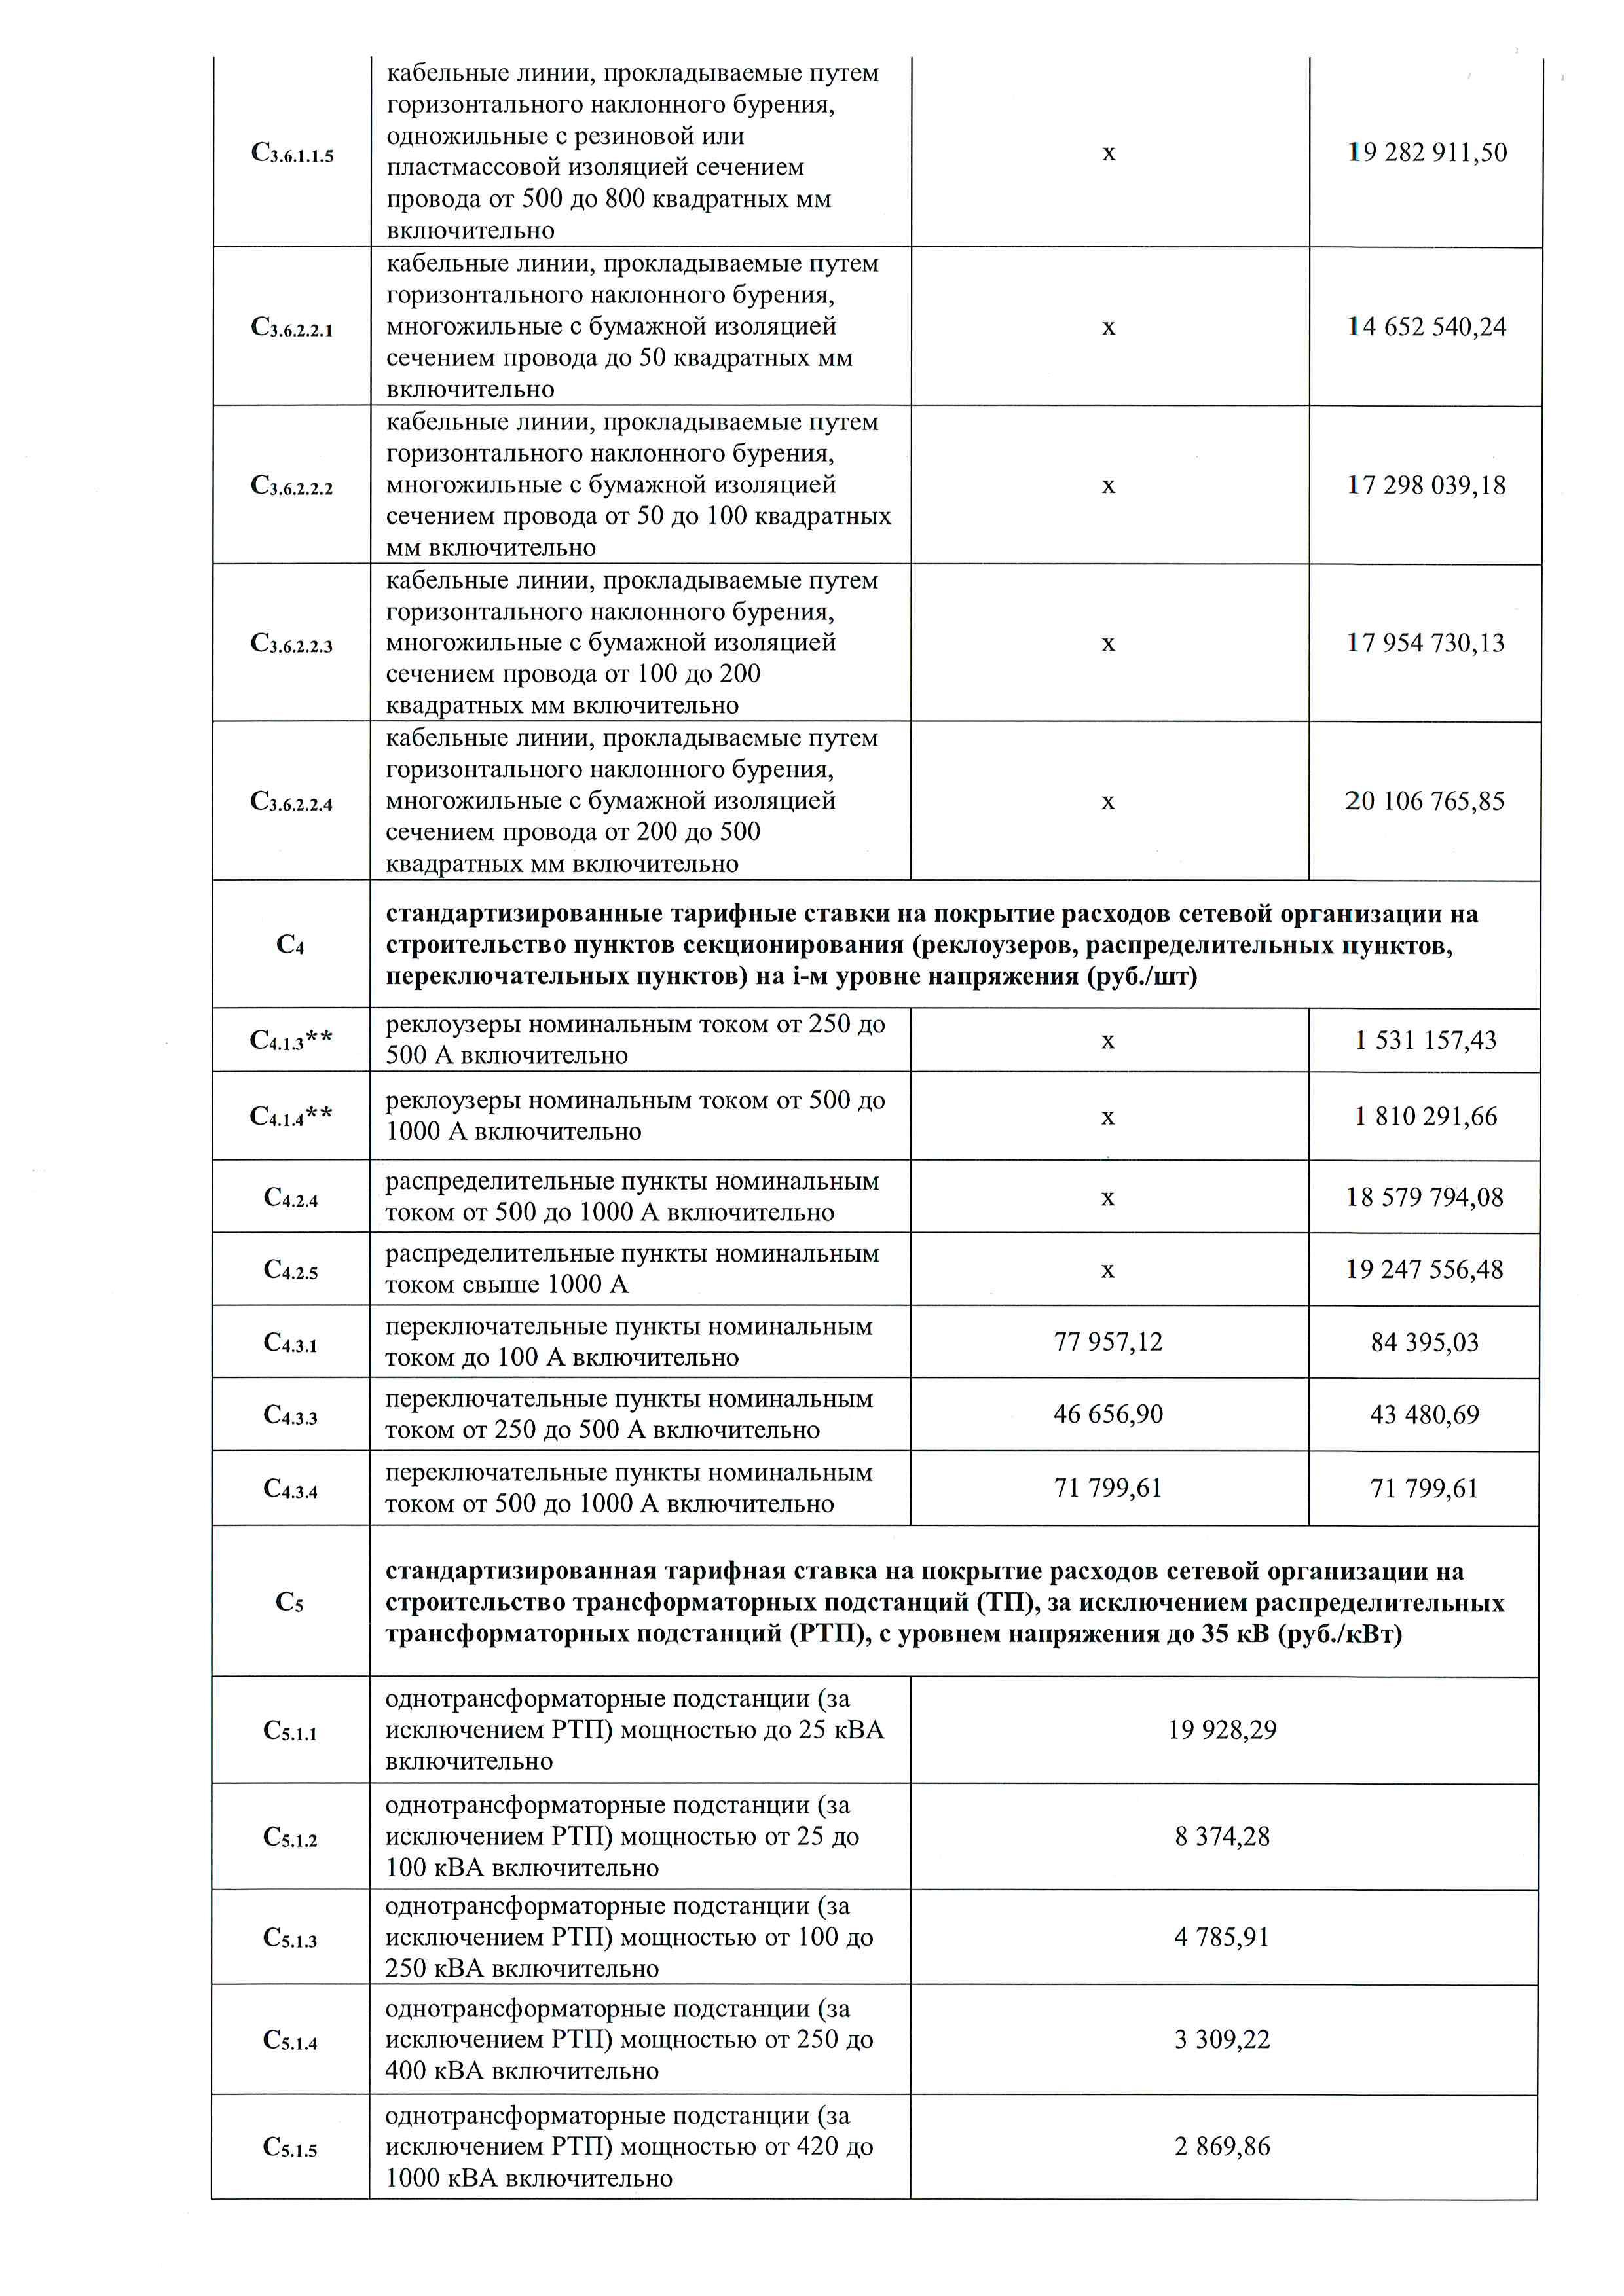 кабельные линии, прокладываемые путем
горизонтального наклонного бурения,
одножильные с резиновой или
пластмассовой изоляцией сечением
провода от 500 до 800 квадратных мм
включительно
С3.6.1.1.5
х
19 282 911,50
кабельные линии, прокладываемые путем
горизонтального наклонного бурения,
многожильные с бумажной изоляцией
сечением провода до 50 квадратных мм
включительно
С3.6.2.2.1
х
14 652 540,24
кабельные линии, прокладываемые путем
горизонтального наклонного бурения,
многожильные с бумажной изоляцией
сечением провода от 50 до 100 квадратных
мм включительно
С3.6.2.2.2
х
17 298 039,18
кабельные линии, прокладываемые путем
горизонтального наклонного бурения,
многожильные с бумажной изоляцией
сечением провода от 100 до 200
квадратных мм включительно
С3.6.2.2.3
х
17 954 730,13
кабельные линии, прокладываемые путем
горизонтального наклонного бурения,
многожильные с бумажной изоляцией
сечением провода от 200 до 500
квадратных мм включительно
С3.6.2.2.4
х
20 106 765,85
С4
стандартизированные тарифные ставки на покрытие расходов сетевой организации на
строительство пунктов секционирования (реклоузеров, распределительных пунктов,
переключательных пунктов) на i-м уровне напряжения (руб./шт)
С4.1.3**
реклоузеры номинальным током от 250 до
500 А включительно
х
1 531 157,43
С4.1.4**
реклоузеры номинальным током от 500 до
1000 А включительно
х
1 810 291,66
С4.2.4
распределительные пункты номинальным
током от 500 до 1000 А включительно
х
18 579 794,08
С4.2.5
распределительные пункты номинальным
током свыше 1000 А
х
19 247 556,48
С4.3.1
переключательные пункты номинальным
током до 100 А включительно
77 957,12
84 395,03
С4.3.3
переключательные пункты номинальным
током от 250 до 500 А включительно
46 656,90
43 480,69
С4.3.4
переключательные пункты номинальным
током от 500 до 1000 А включительно
71 799,61
71 799,61
С5
стандартизированная тарифная ставка на покрытие расходов сетевой организации на
строительство трансформаторных подстанций (ТП), за исключением распределительных
трансформаторных подстанций (РТП), с уровнем напряжения до 35 кВ (руб./кВт)
С5.1.1
однотрансформаторные подстанции (за
исключением РТП) мощностью до 25 кВА
включительно
19 928,29
С5.1.2
однотрансформаторные подстанции (за
исключением РТП) мощностью от 25 до
100 кВА включительно
8 374,28
С5.1.3
однотрансформаторные подстанции (за
исключением РТП) мощностью от 100 до
250 кВА включительно
4 785,91
С5.1.4
однотрансформаторные подстанции (за
исключением РТП) мощностью от 250 до
400 кВА включительно
3 309,22
С5.1.5
однотрансформаторные подстанции (за
исключением РТП) мощностью от 420 до
1000 кВА включительно
2 869,86